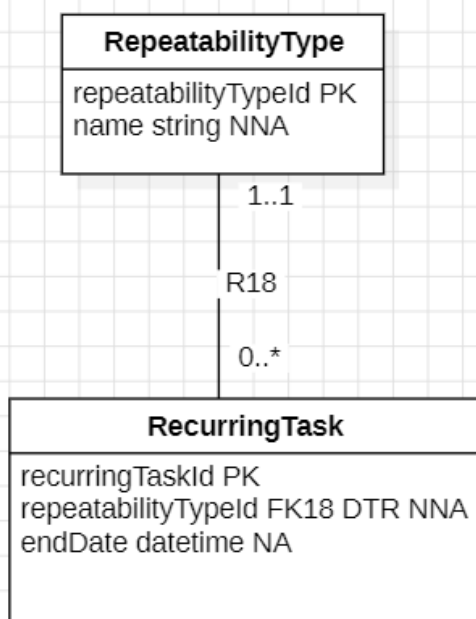 RepeatabilityType
repeatabilityTypeId PK
name string NNA
1..1
R18
0..*
RecurringTask
recurringTaskId PK
repeatabilityTypeId FK18 DTR NNA
endDate datetime NA